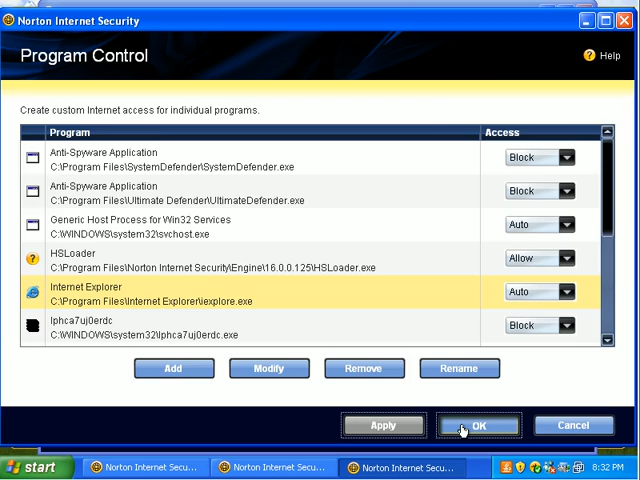 Norton Internet Security
Program Control
Help
Create custom Internet access for individual programs.
Program Access
Anti-Spyware Application
C:\Program Files\SystemDefender\SystemDefender.exe
Block
Anti-Spyware Application
C:\Program Files\Ultimate Defender\UltimateDefender.exe
Block
Generic Host Process for Win32 Services
C:\WINDOWS\system32\svchost.exe
Auto
HSLoader
C:\Program Files\Norton Internet Security\Engine\16.0.0.125\HSLoader.exe
Allow
Internet Explorer
C:\Program Files\Internet Explorer\iexplore.exe
Auto
lphca7uj0erdc
C:\WINDOWS\system32\lphca7uj0erdc.exe
Block
Add Modify Remove Rename
Apply OK Cancel
start Norton Internet Secu... Norton Internet Secu... Norton Internet Secu... 8:32 PM